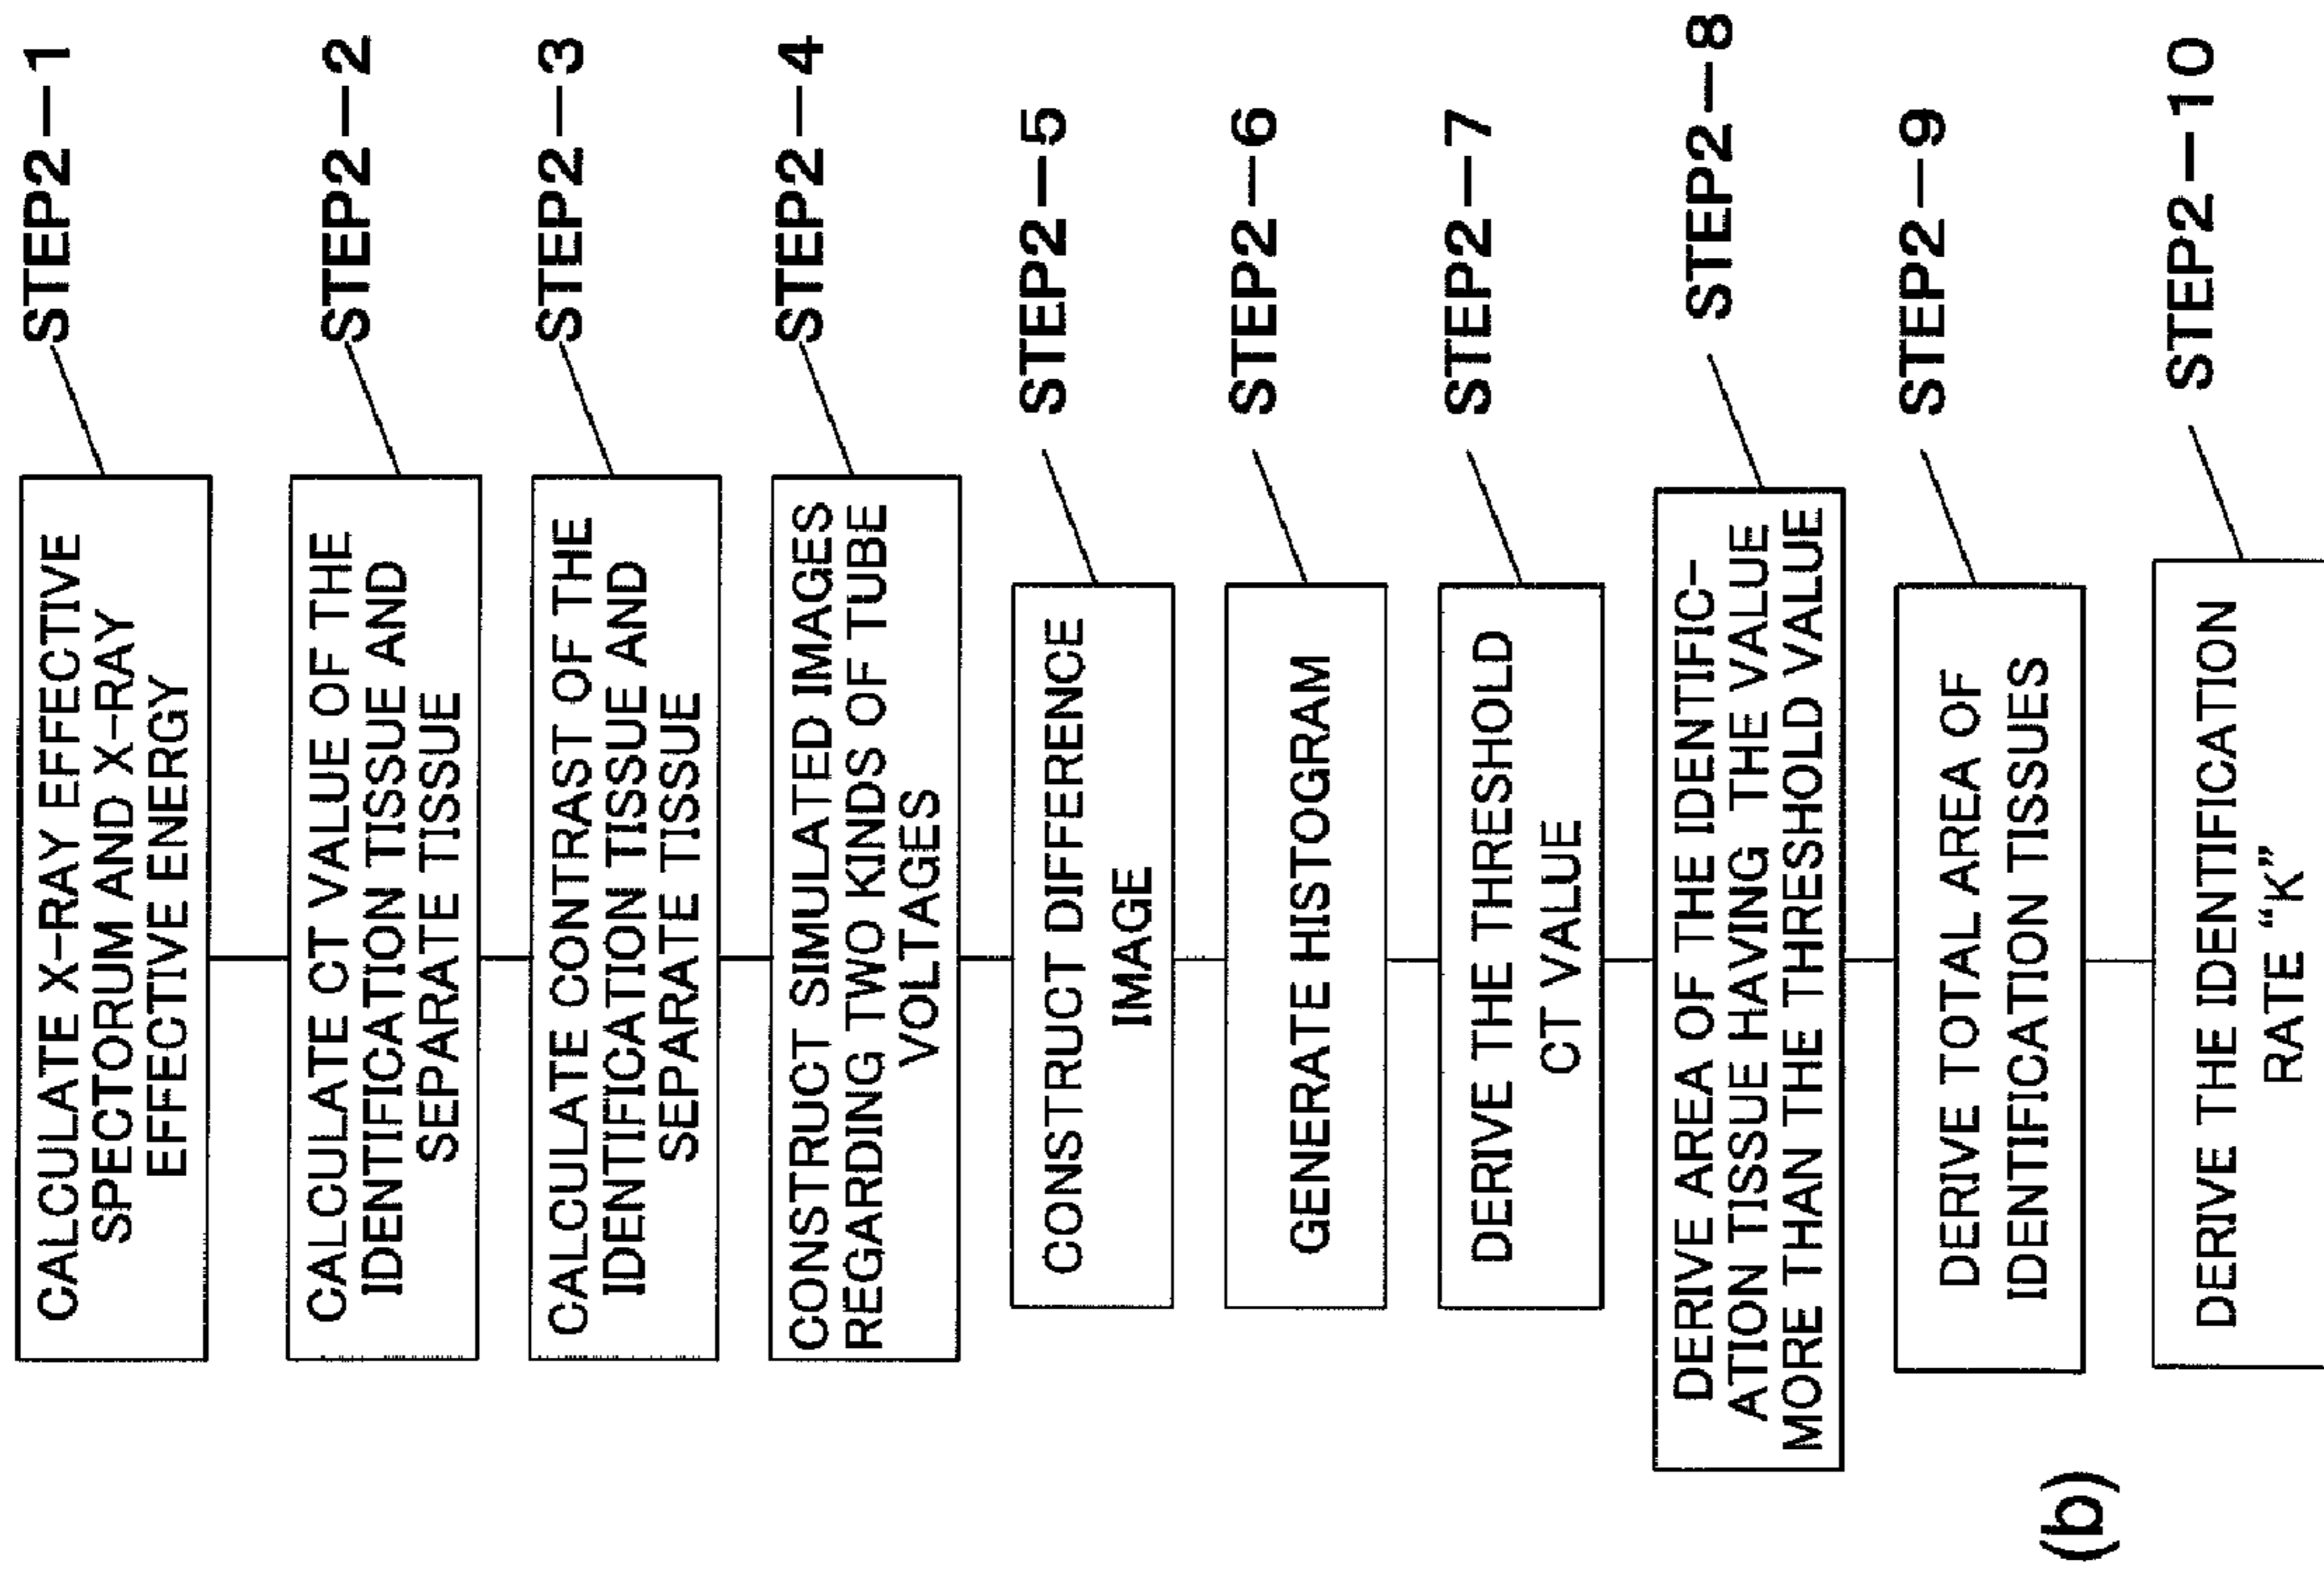 CALCULATE X-RAY EFFECTIVE
SPECTORUM AND X-RAY
EFFECTIVE ENERGY
STEP2-1
CALCULATE CT VALUE OF THE
IDENTIFICATION TISSUE AND
SEPARATE TISSUE
STEP2-2
CALCULATE CONTRAST OF THE
IDENTIFICATION TISSUE AND
SEPARATE TISSUE
STEP2-3
CONSTRUCT SIMULATED IMAGES
REGARDING TWO KINDS OF TUBE
VOLTAGES
STEP2-4
CONSTRUCT DIFFERENCE
IMAGE
STEP2-5
GENERATE HISTOGRAM
STEP2-6
DERIVE THE THRESHOLD
CT VALUE
STEP2-7
DERIVE AREA OF THE IDENTIFIC-
ATION TISSUE HAVING THE VALUE
MORE THAN THE THRESHOLD VALUE
STEP2-8
DERIVE TOTAL AREA OF
IDENTIFICATION TISSUES
STEP2-9
(b)
DERIVE THE IDENTIFICATION
RATE “K”
STEP2-10